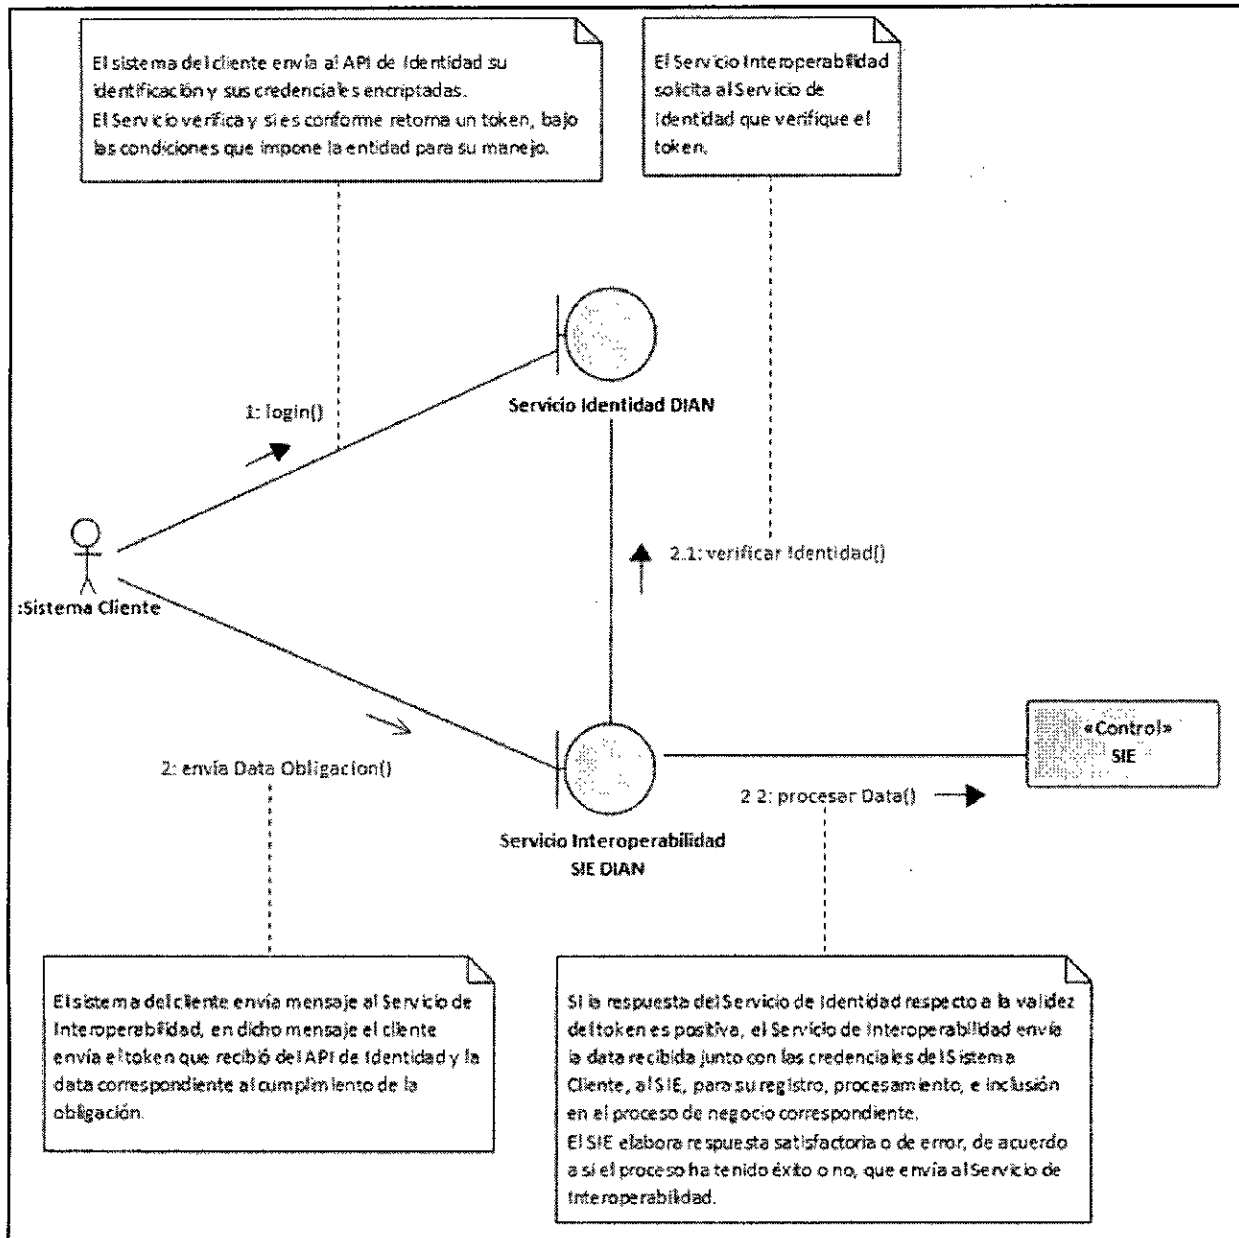 El sistema del cliente envía al API de Identidad su
identificación y sus credenciales encriptadas.
El Servicio verifica y si es conforme retorna un token, bajo
las condiciones que impone la entidad para su manejo.
El Servicio Interoperabilidad
solicita al Servicio de
Identidad que verifique el
token.
Servicio Identidad DIAN
1: login()
2.1: verificar Identidad()
:Sistema Cliente
«Control»
SIE
2: envía Data Obligacion()
2 2: procesar Data()
Servicio Interoperabilidad
SIE DIAN
El sistema del cliente envía mensaje al Servicio de
Interoperabilidad, en dicho mensaje el cliente
envía el token que recibió del API de Identidad y la
data correspondiente al cumplimiento de la
obligación.
Si la respuesta del Servicio de Identidad respecto a la validez
del token es positiva, el Servicio de Interoperabilidad envía
la data recibida junto con las credenciales del Sistema
Cliente, al SIE, para su registro, procesamiento, e inclusión
en el proceso de negocio correspondiente.
El SIE elabora respuesta satisfactoria o de error, de acuerdo
a si el proceso ha tenido éxito o no, que envía al Servicio de
Interoperabilidad.